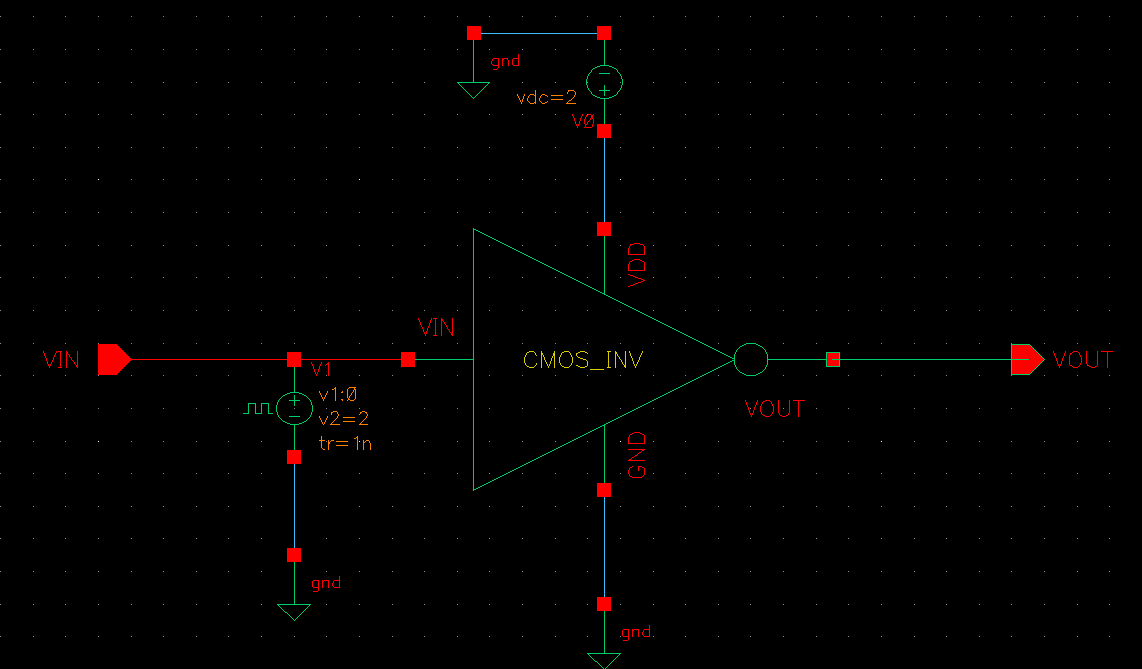 gnd
vdc=2
V0
VDD
VIN
CMOS_INV
VIN
V1
VOUT
v1:0
v2=2
tr=1n
VOUT
GND
gnd
gnd